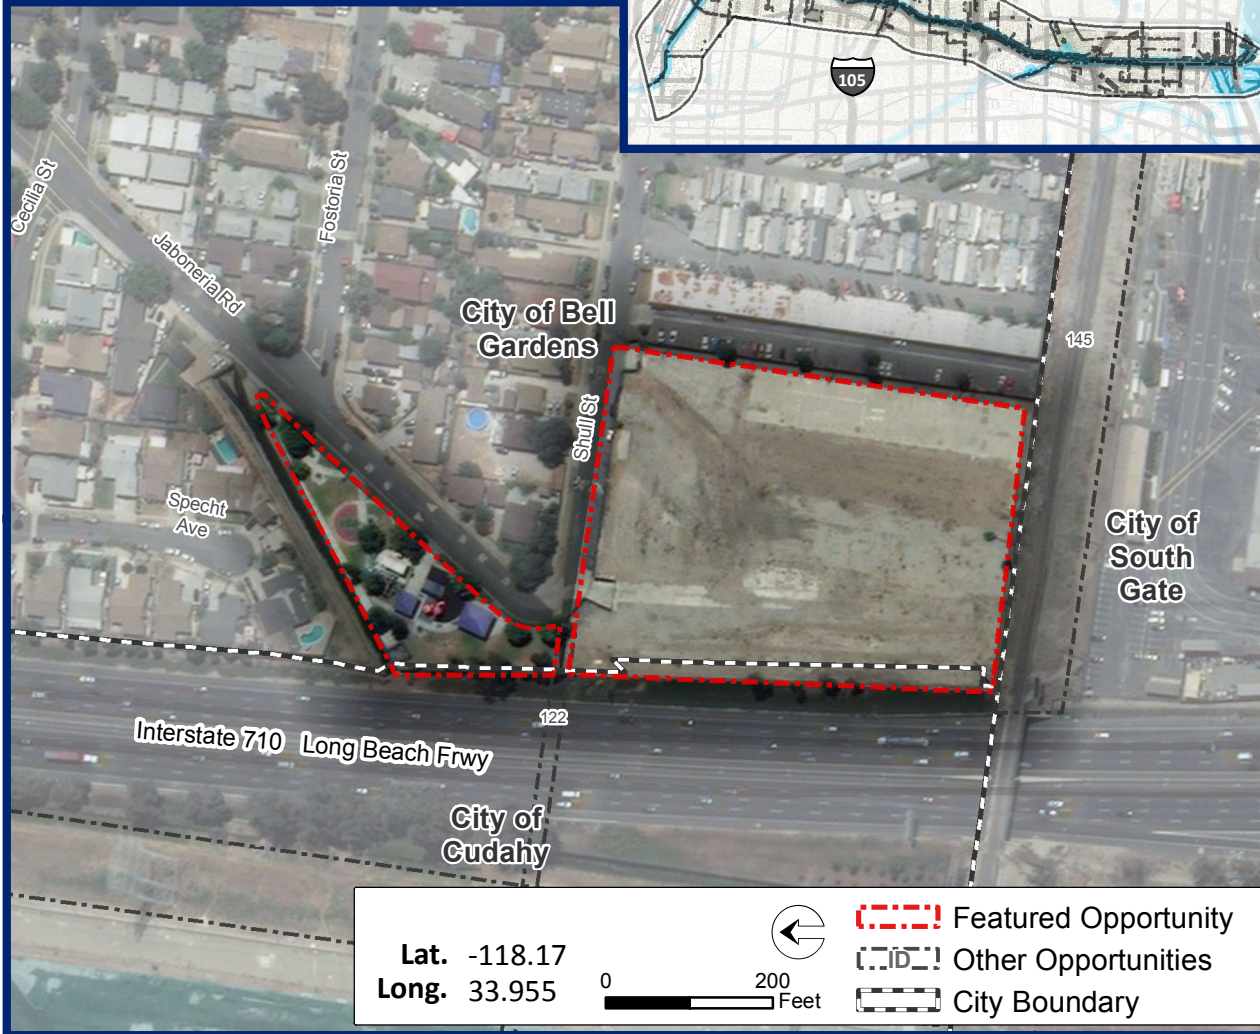 105
Cecilia St
Fostoria St
Jaboneria Rd
City of Bell
Gardens
145
Shull St
Specht
Ave
City of
South
Gate
122
Interstate 710 Long Beach Frwy
City of
Cudahy
Lat. -118.17
Long. 33.955
0 200
Feet
Featured Opportunity
ID Other Opportunities
City Boundary